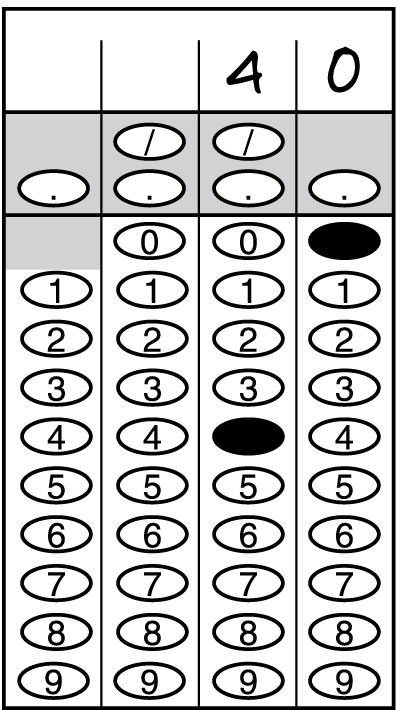 4 0
/ /
. . . .
0 0
1 1 1 1
2 2 2 2
3 3 3 3
4 4 4
5 5 5 5
6 6 6 6
7 7 7 7
8 8 8 8
9 9 9 9